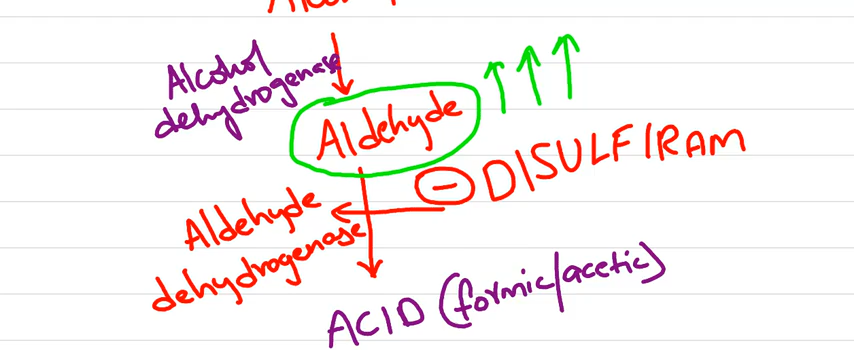 Alcohol
dehydrogenase
Aldehyde ↑↑↑
⊖ DISULFIRAM
Aldehyde
dehydrogenase
ACID (formic/acetic)